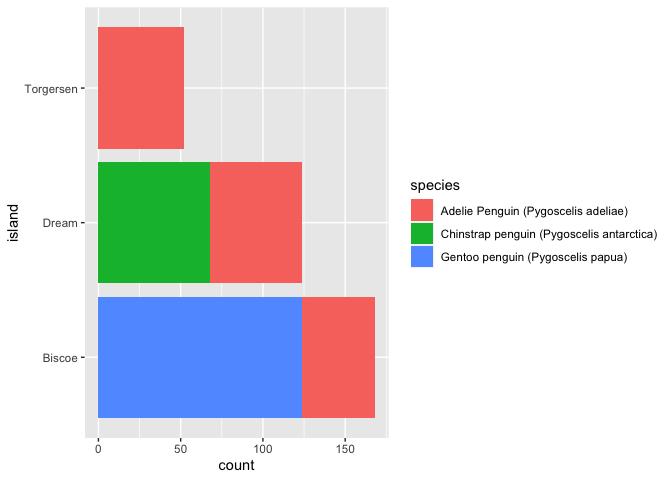 Torgersen
Dream
Biscoe
island
0 50 100 150
count
species
Adelie Penguin (Pygoscelis adeliae)
Chinstrap penguin (Pygoscelis antarctica)
Gentoo penguin (Pygoscelis papua)